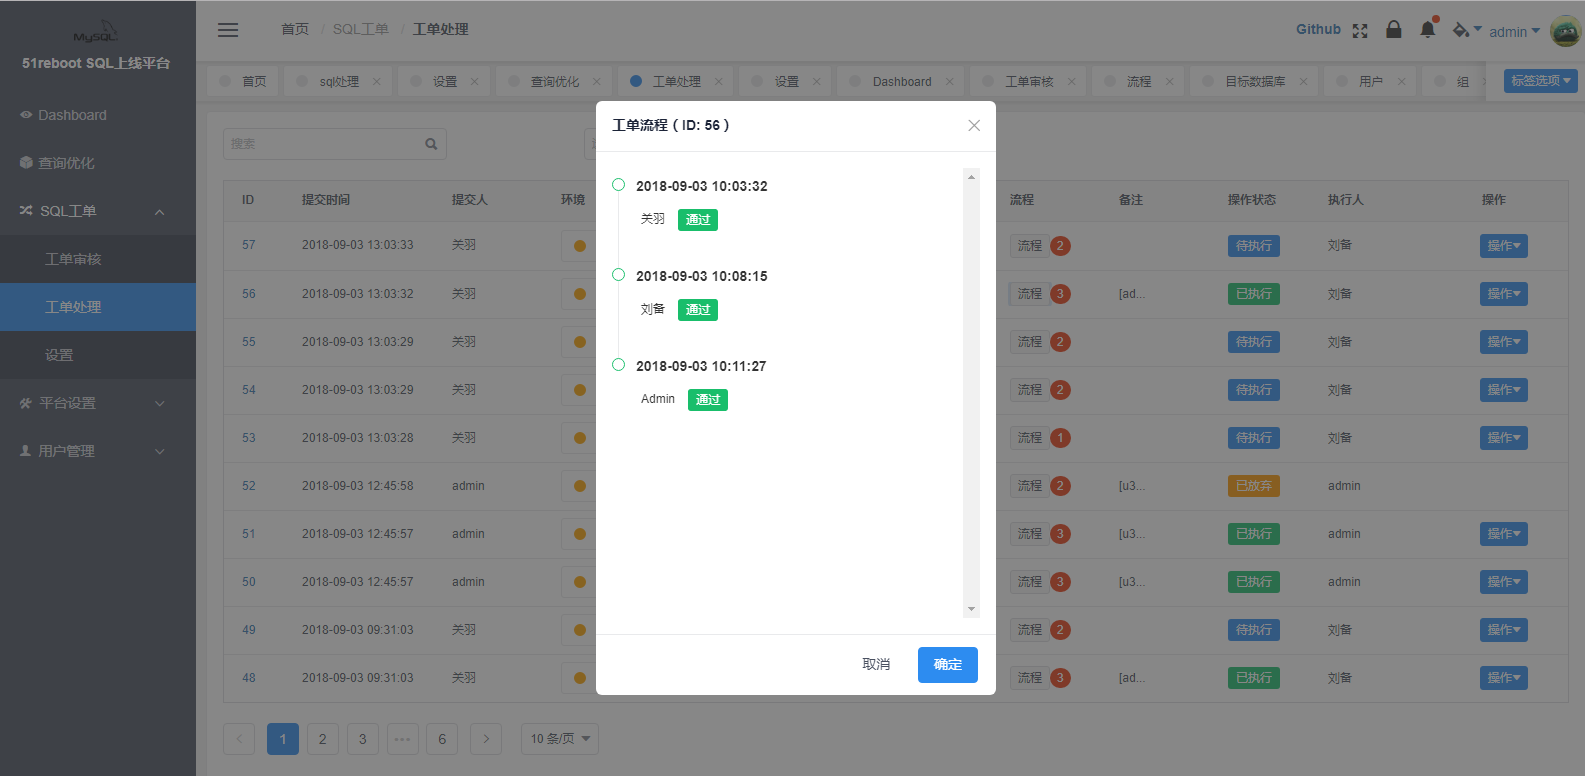 MySQL
51reboot SQL上线平台
Dashboard
查询优化
SQL工单
工单审核
工单处理
设置
平台设置
用户管理
首页 / SQL工单 / 工单处理
Github admin
首页 sql处理 设置 查询优化 工单处理 设置 Dashboard 工单审核 流程 目标数据库 用户 组 标签选项
搜索
ID 提交时间 提交人 环境 流程 备注 操作状态 执行人 操作
57 2018-09-03 13:03:33 关羽 流程 2 待执行 刘备 操作
56 2018-09-03 13:03:32 关羽 流程 3 [ad... 已执行 刘备 操作
55 2018-09-03 13:03:29 关羽 流程 2 待执行 刘备 操作
54 2018-09-03 13:03:29 关羽 流程 2 待执行 刘备 操作
53 2018-09-03 13:03:28 关羽 流程 1 待执行 刘备 操作
52 2018-09-03 12:45:58 admin 流程 2 [u3... 已放弃 admin
51 2018-09-03 12:45:57 admin 流程 3 [u3... 已执行 admin 操作
50 2018-09-03 12:45:57 admin 流程 3 [u3... 已执行 admin 操作
49 2018-09-03 09:31:03 关羽 流程 2 待执行 刘备 操作
48 2018-09-03 09:31:03 关羽 流程 3 [ad... 已执行 刘备 操作
1 2 3 ••• 6 10 条/页
工单流程（ID: 56）
2018-09-03 10:03:32
关羽 通过
2018-09-03 10:08:15
刘备 通过
2018-09-03 10:11:27
Admin 通过
取消 确定